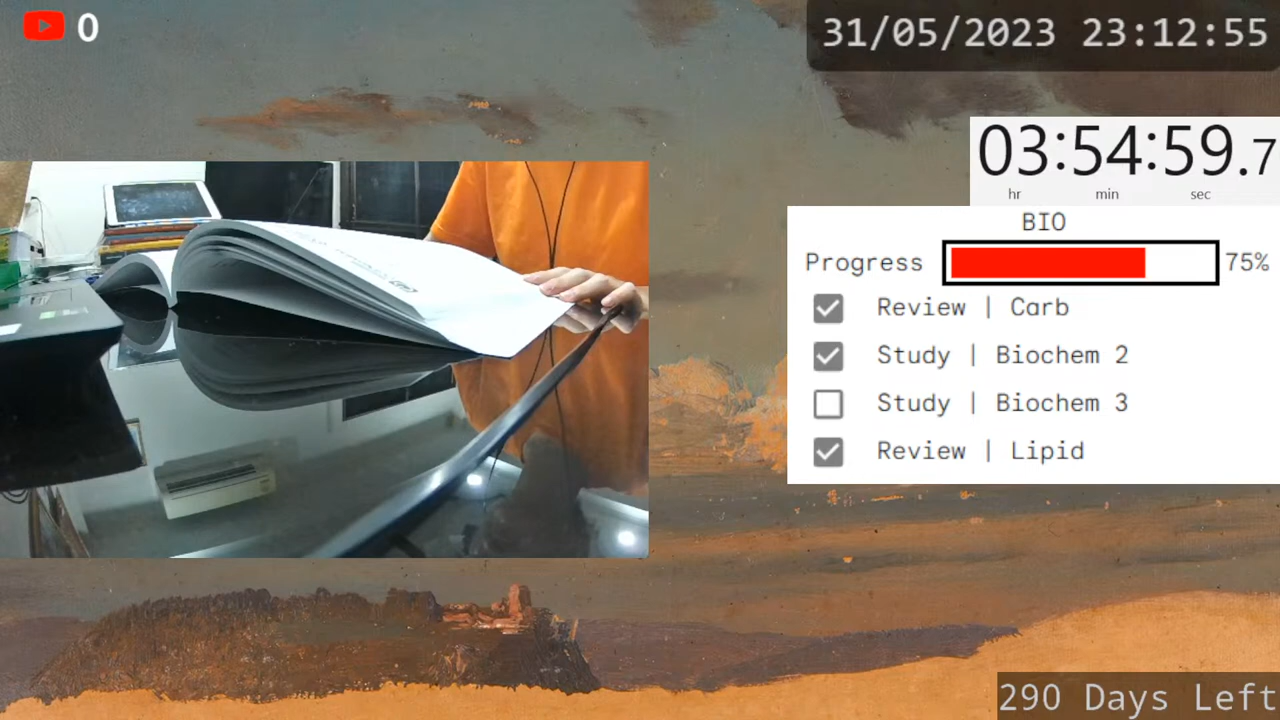 0
31/05/2023 23:12:55
03:54:59.7
hr min sec
BIO
Progress 75%
Review | Carb
Study | Biochem 2
Study | Biochem 3
Review | Lipid
290 Days Left